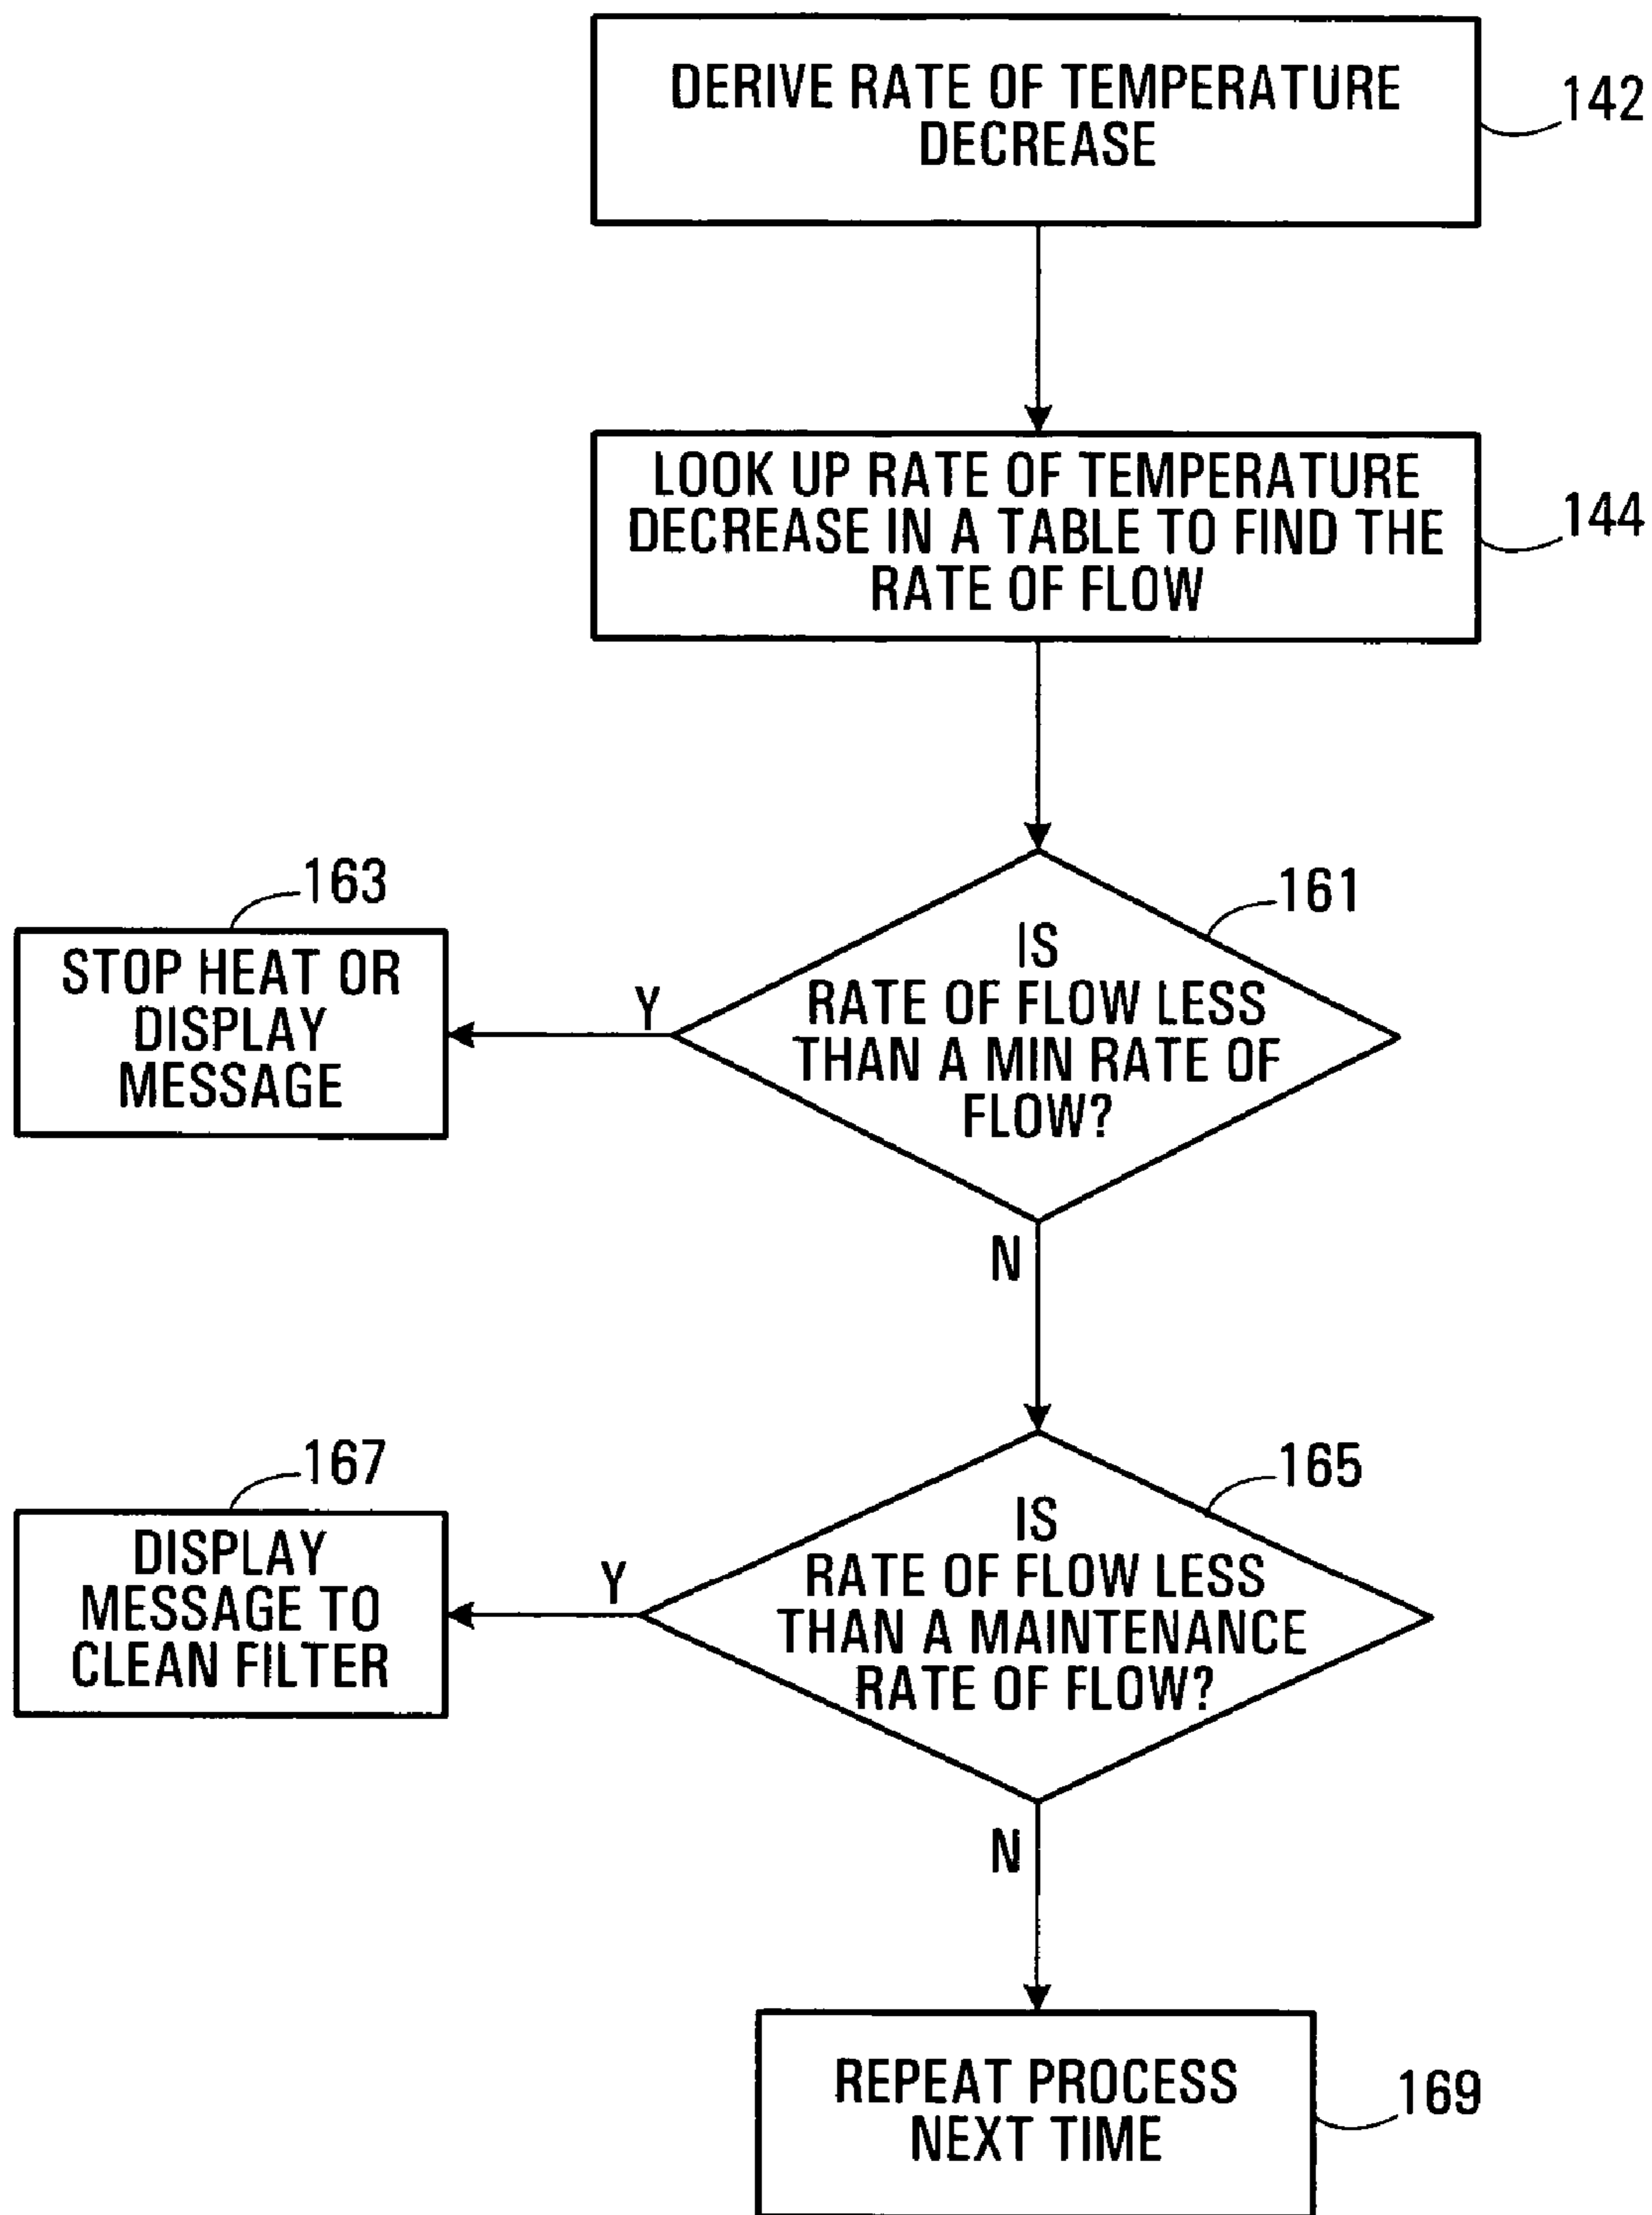 DERIVE RATE OF TEMPERATURE
DECREASE
142
LOOK UP RATE OF TEMPERATURE
DECREASE IN A TABLE TO FIND THE
RATE OF FLOW
144
163
STOP HEAT OR
DISPLAY
MESSAGE
Y
161
IS
RATE OF FLOW LESS
THAN A MIN RATE OF
FLOW?
N
167
DISPLAY
MESSAGE TO
CLEAN FILTER
Y
165
IS
RATE OF FLOW LESS
THAN A MAINTENANCE
RATE OF FLOW?
N
REPEAT PROCESS
NEXT TIME
169